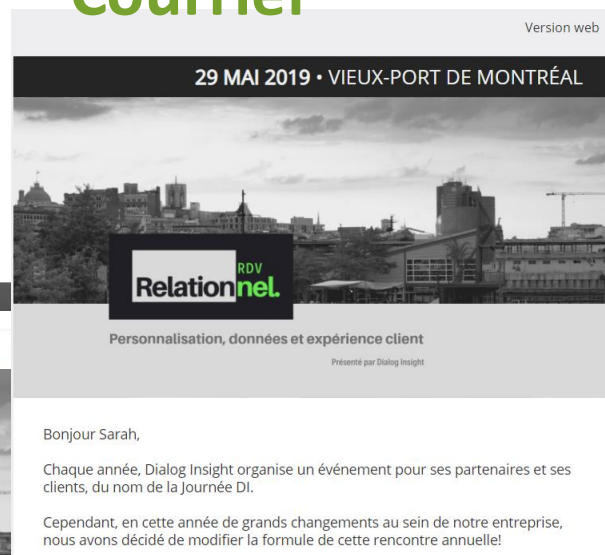 Courrier
Version web
29 MAI 2019 • VIEUX-PORT DE MONTRÉAL
RDV
Relationnel.
Personnalisation, données et expérience client
Présenté par Dialog Insight
Bonjour Sarah,
Chaque année, Dialog Insight organise un événement pour ses partenaires et ses
clients, du nom de la Journée DI.
Cependant, en cette année de grands changements au sein de notre entreprise,
nous avons décidé de modifier la formule de cette rencontre annuelle!